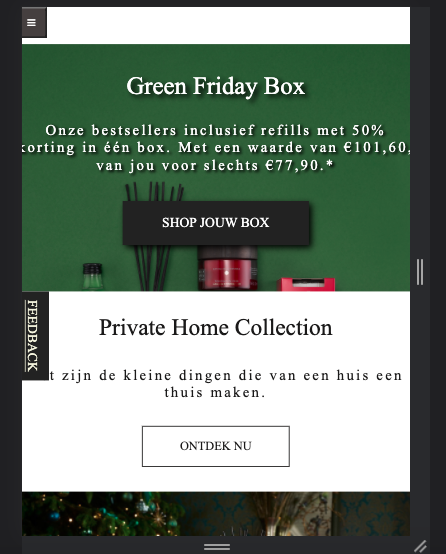 Green Friday Box
Onze bestsellers inclusief refills met 50%
korting in één box. Met een waarde van €101,60,
van jou voor slechts €77,90.*
SHOP JOUW BOX
FEEDBACK
Private Home Collection
t zijn de kleine dingen die van een huis een
thuis maken.
ONTDEK NU